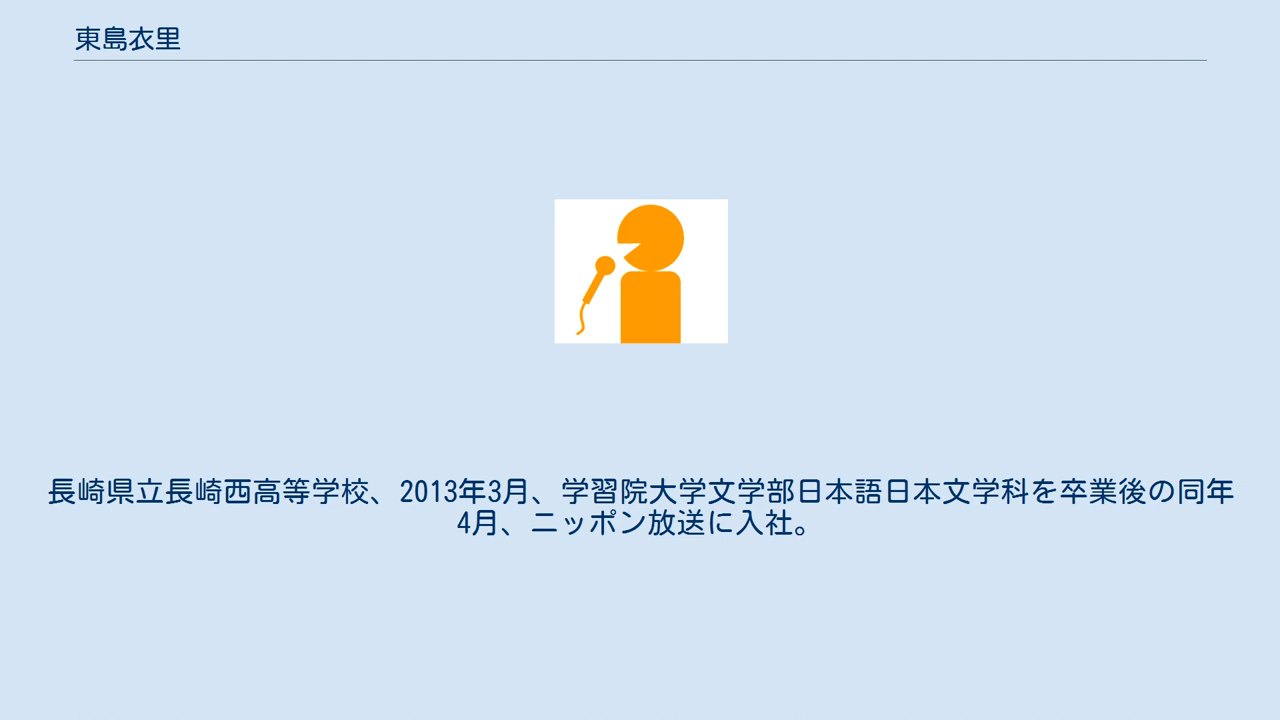 東島衣里
長崎県立長崎西高等学校、2013年3月、学習院大学文学部日本語日本文学科を卒業後の同年
4月、ニッポン放送に入社。